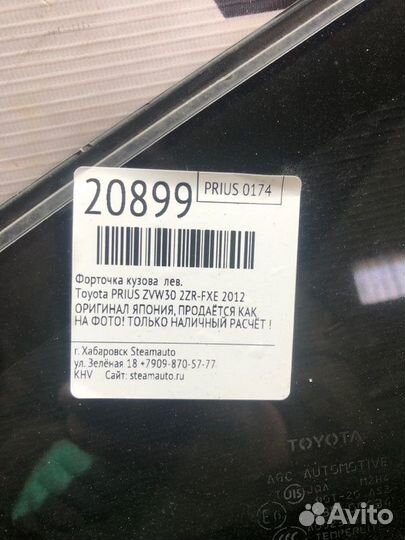 20899
PRIUS 0174
Форточка кузова лев.
Toyota PRIUS ZVW30 2ZR-FXE 2012
ОРИГИНАЛ ЯПОНИЯ, ПРОДАЁТСЯ КАК
НА ФОТО! ТОЛЬКО НАЛИЧНЫЙ РАСЧЁТ !
г. Хабаровск Steamauto
ул. Зелёная 18 +7909-870-57-77
KHV Сайт: steamauto.ru
TOYOTA
AGC AUTOMOTIVE
M2H2
JIS
Avito